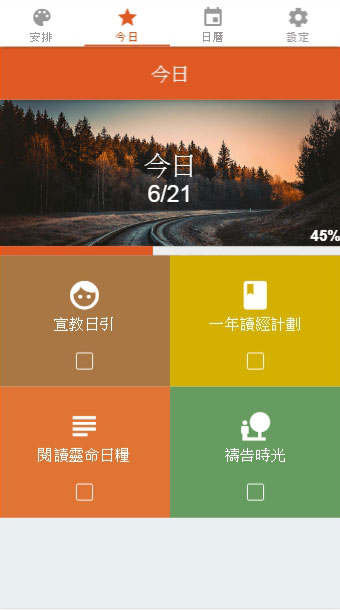 安排
今日
日曆
設定
今日
今日
6/21
45%
宣教日引
一年讀經計劃
閱讀靈命日糧
禱告時光